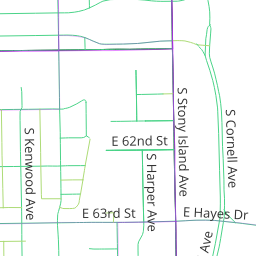 S Stony Island Ave
S Cornell Ave
E 62nd St
S Kenwood Ave
S Harper Ave
E 63rd St
E Hayes Dr
Ave